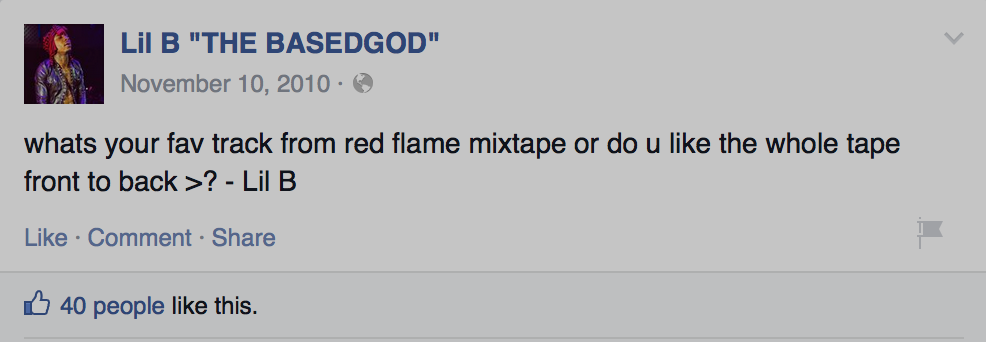 Lil B "THE BASEDGOD"
November 10, 2010 ·
whats your fav track from red flame mixtape or do u like the whole tape
front to back >? - Lil B
Like · Comment · Share
40 people like this.